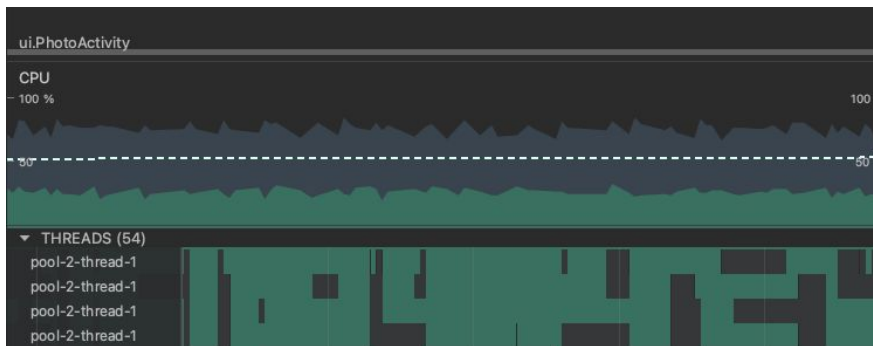 ui.PhotoActivity
CPU
100 %
100
50
50
THREADS (54)
pool-2-thread-1
pool-2-thread-1
pool-2-thread-1
pool-2-thread-1